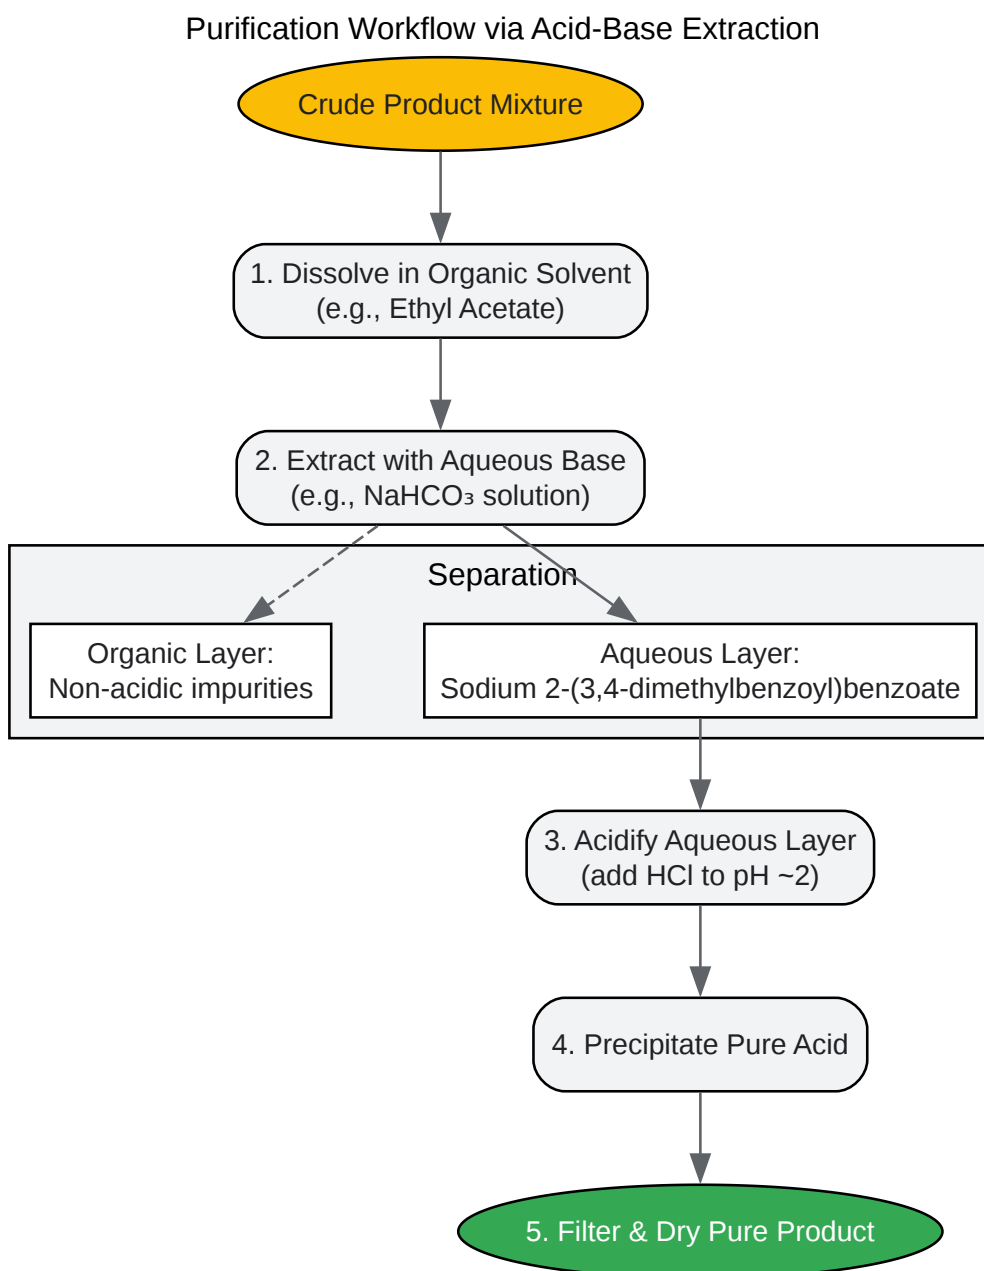 Purification Workflow via Acid-Base Extraction
Crude Product Mixture
1. Dissolve in Organic Solvent
(e.g., Ethyl Acetate)
2. Extract with Aqueous Base
(e.g., NaHCO₃ solution)
Separation
Organic Layer:
Non-acidic impurities
Aqueous Layer:
Sodium 2-(3,4-dimethylbenzoyl)benzoate
3. Acidify Aqueous Layer
(add HCl to pH ~2)
4. Precipitate Pure Acid
5. Filter & Dry Pure Product